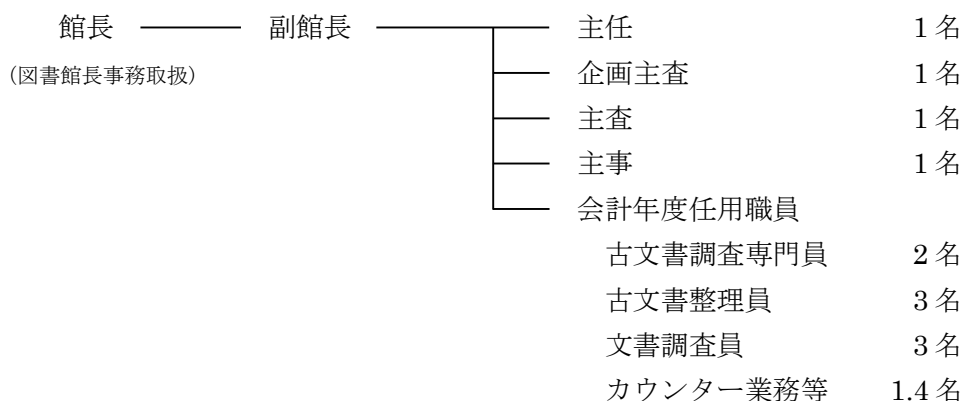 館長 副館長 主任 1名
(図書館長事務取扱) 企画主査 1名
主査 1名
主事 1名
会計年度任用職員
古文書調査専門員 2名
古文書整理員 3名
文書調査員 3名
カウンター業務等 1.4名